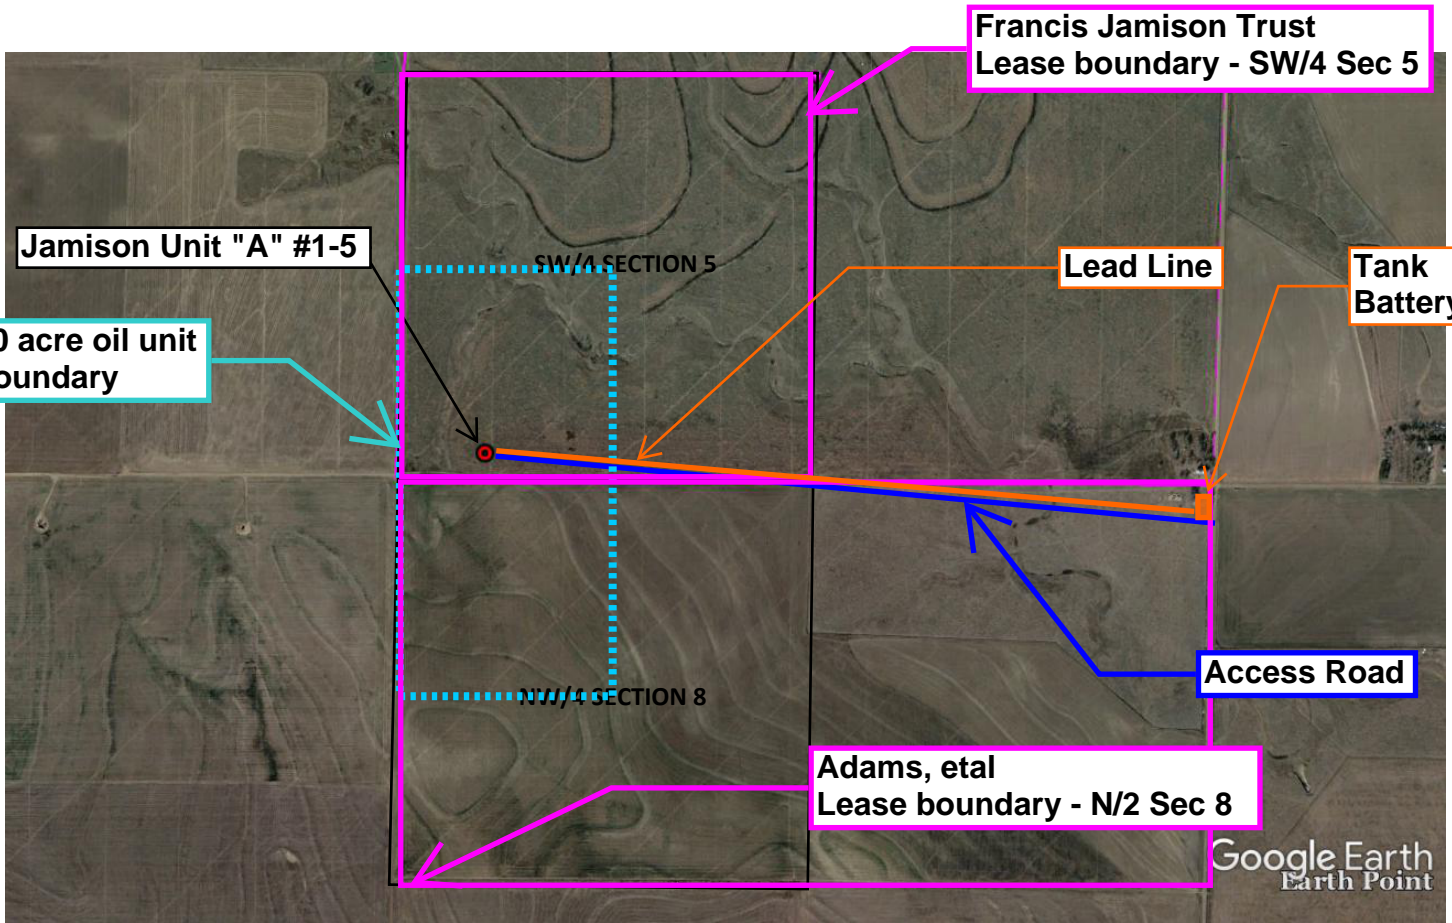 Francis Jamison Trust
Lease boundary - SW/4 Sec 5
Jamison Unit "A" #1-5
SW/4 SECTION 5
Lead Line
Tank
Battery
0 acre oil unit
oundary
Access Road
NW/4 SECTION 8
Adams, etal
Lease boundary - N/2 Sec 8
Google Earth
Earth Point